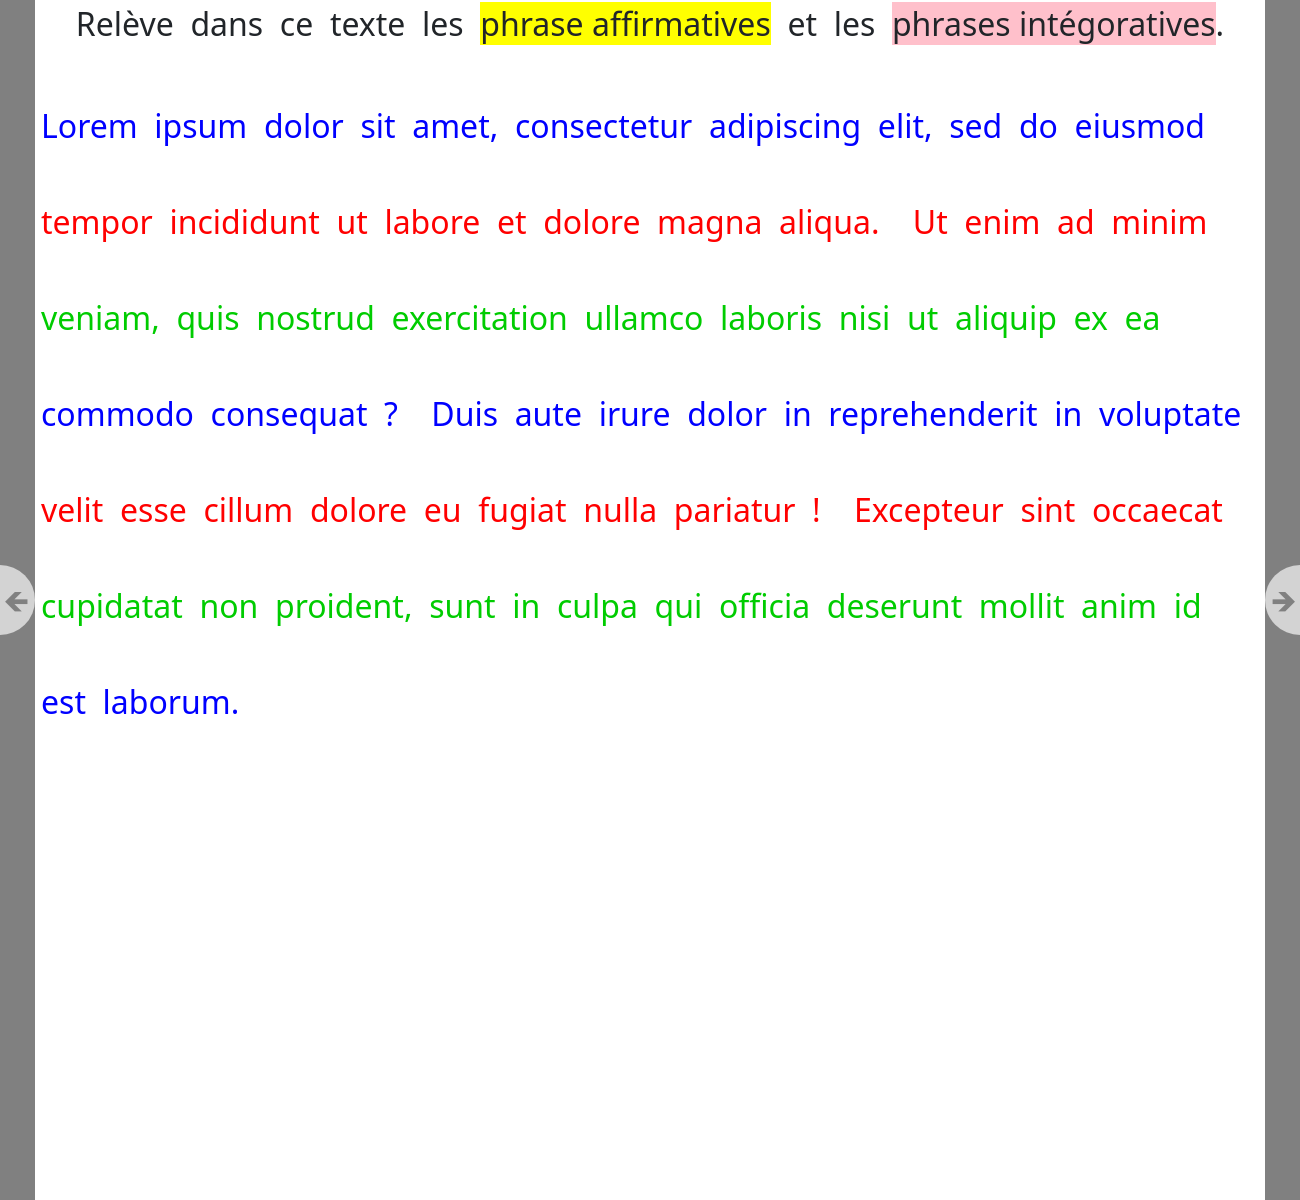 Relève dans ce texte les phrase affirmatives et les phrases intégoratives.
Lorem ipsum dolor sit amet, consectetur adipiscing elit, sed do eiusmod
tempor incididunt ut labore et dolore magna aliqua. Ut enim ad minim
veniam, quis nostrud exercitation ullamco laboris nisi ut aliquip ex ea
commodo consequat ? Duis aute irure dolor in reprehenderit in voluptate
velit esse cillum dolore eu fugiat nulla pariatur ! Excepteur sint occaecat
cupidatat non proident, sunt in culpa qui officia deserunt mollit anim id
est laborum.